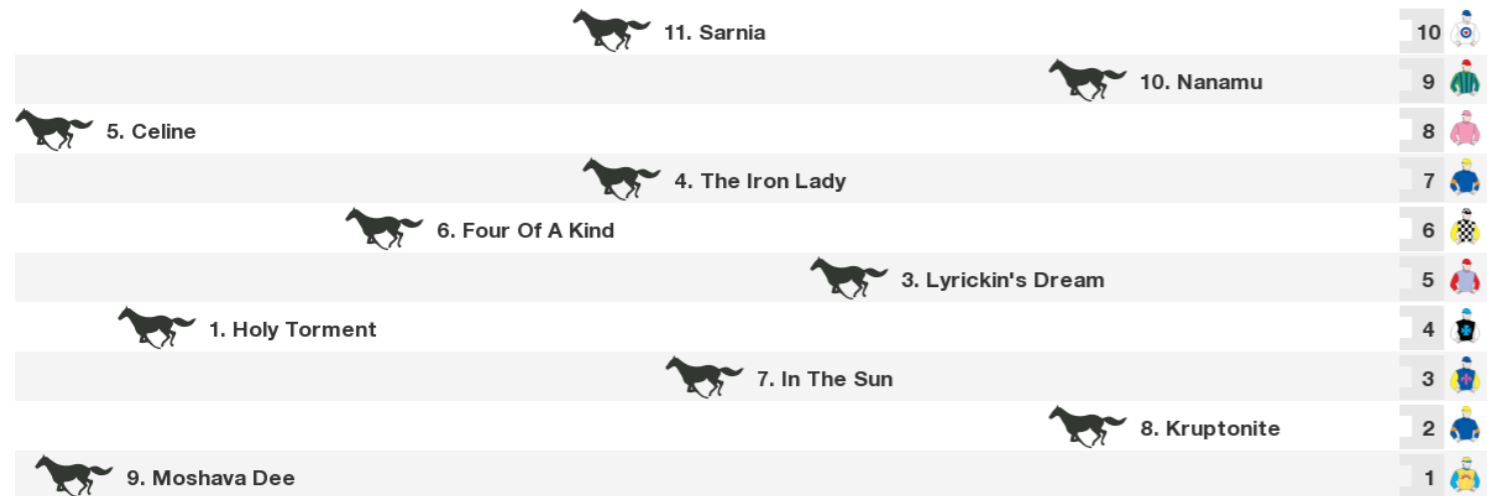 11. Sarnia 10
10. Nanamu 9
5. Celine 8
4. The Iron Lady 7
6. Four Of A Kind 6
3. Lyrickin's Dream 5
1. Holy Torment 4
7. In The Sun 3
8. Kruptonite 2
9. Moshava Dee 1